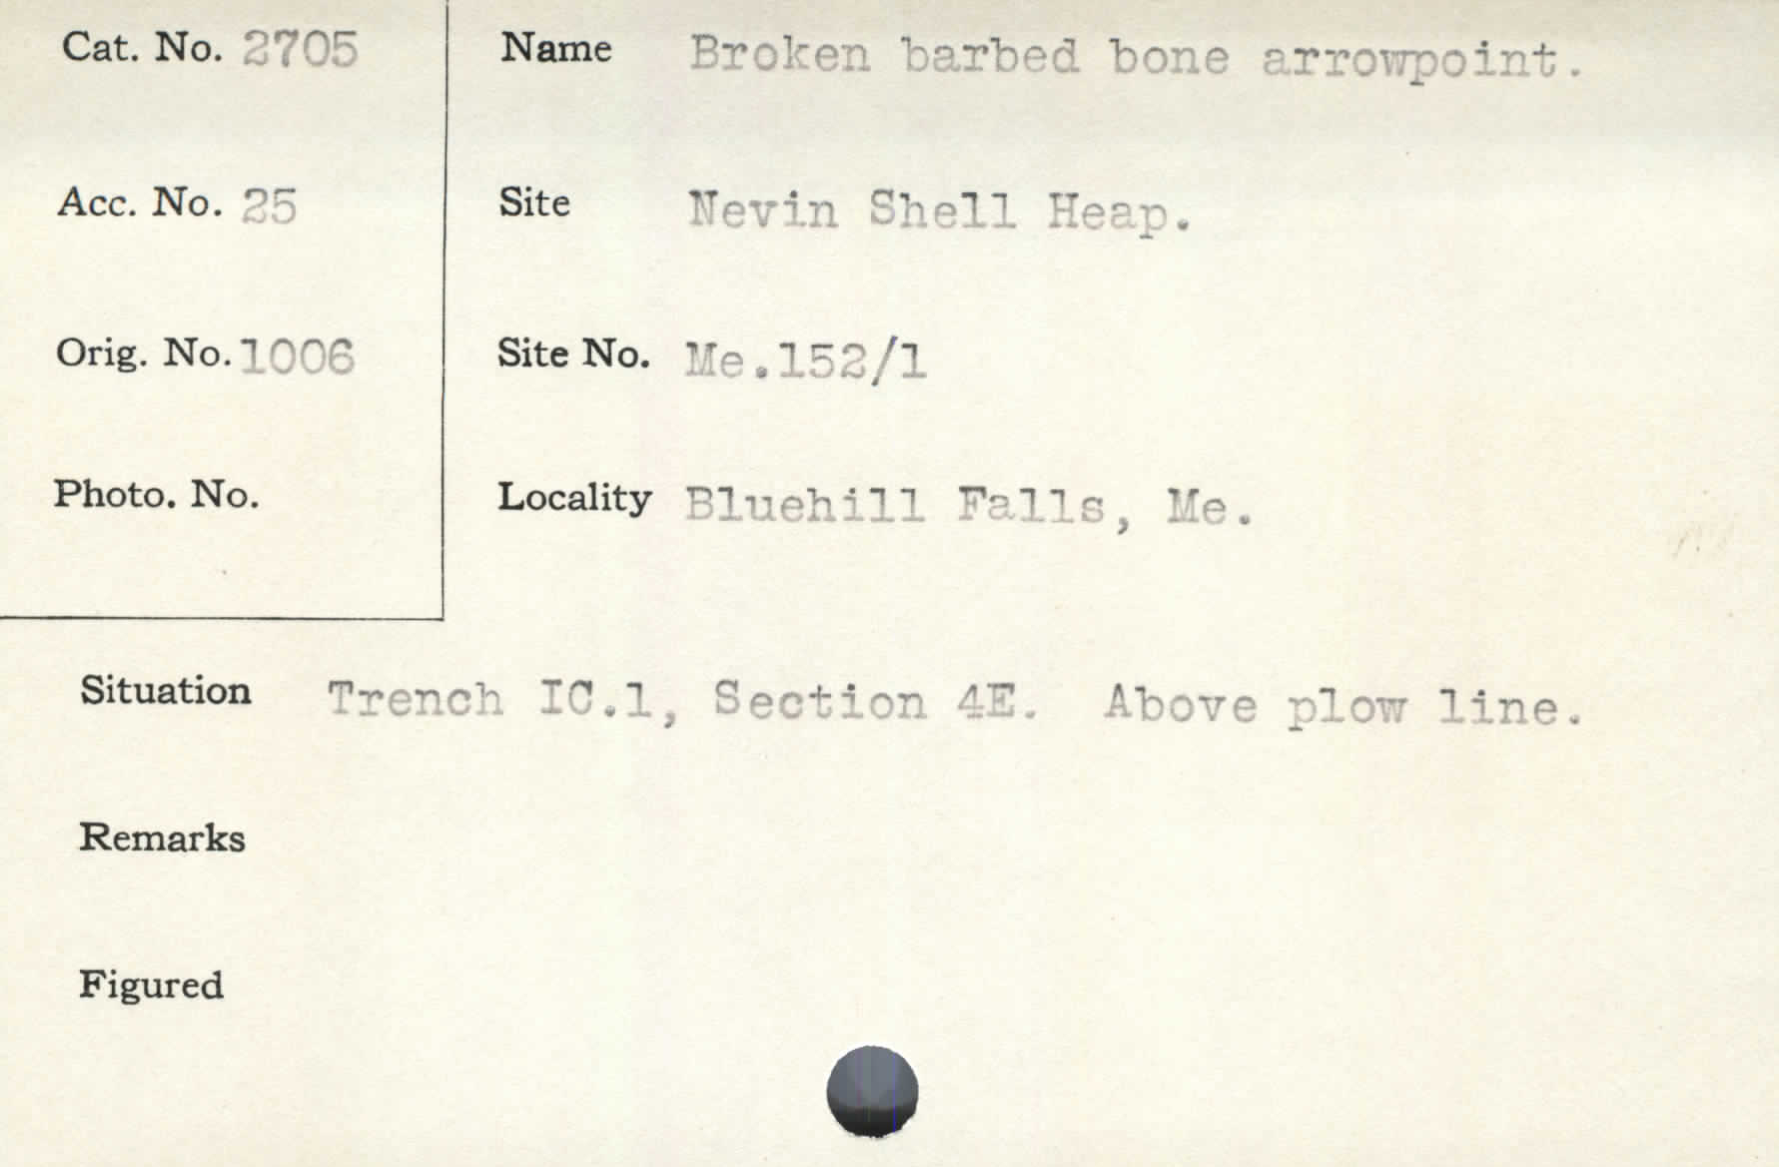 Cat. No. 2705
Acc. No. 25
Orig. No. 1006
Photo. No.
Name Broken barbed bone arrowpoint.
Site Nevin Shell Heap.
Site No. Me.152/1
Locality Bluehill Falls, Me.
Situation Trench IC.1, Section 4E. Above plow line.
Remarks
Figured